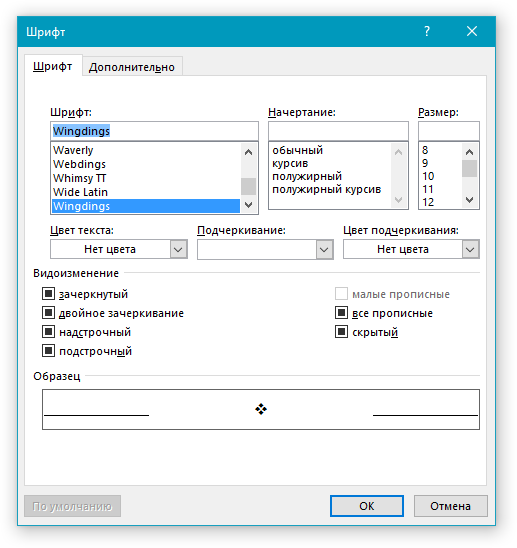 Шрифт ?
Шрифт Дополнительно
Шрифт: Начертание: Размер:
Wingdings
Waverly обычный 8
Webdings курсив 9
Whimsy TT полужирный 10
Wide Latin полужирный курсив 11
Wingdings 12
Цвет текста: Подчеркивание: Цвет подчеркивания:
Нет цвета Нет цвета
Видоизменение
зачеркнутый малые прописные
двойное зачеркивание все прописные
надстрочный скрытый
подстрочный
Образец
По умолчанию ОК Отмена